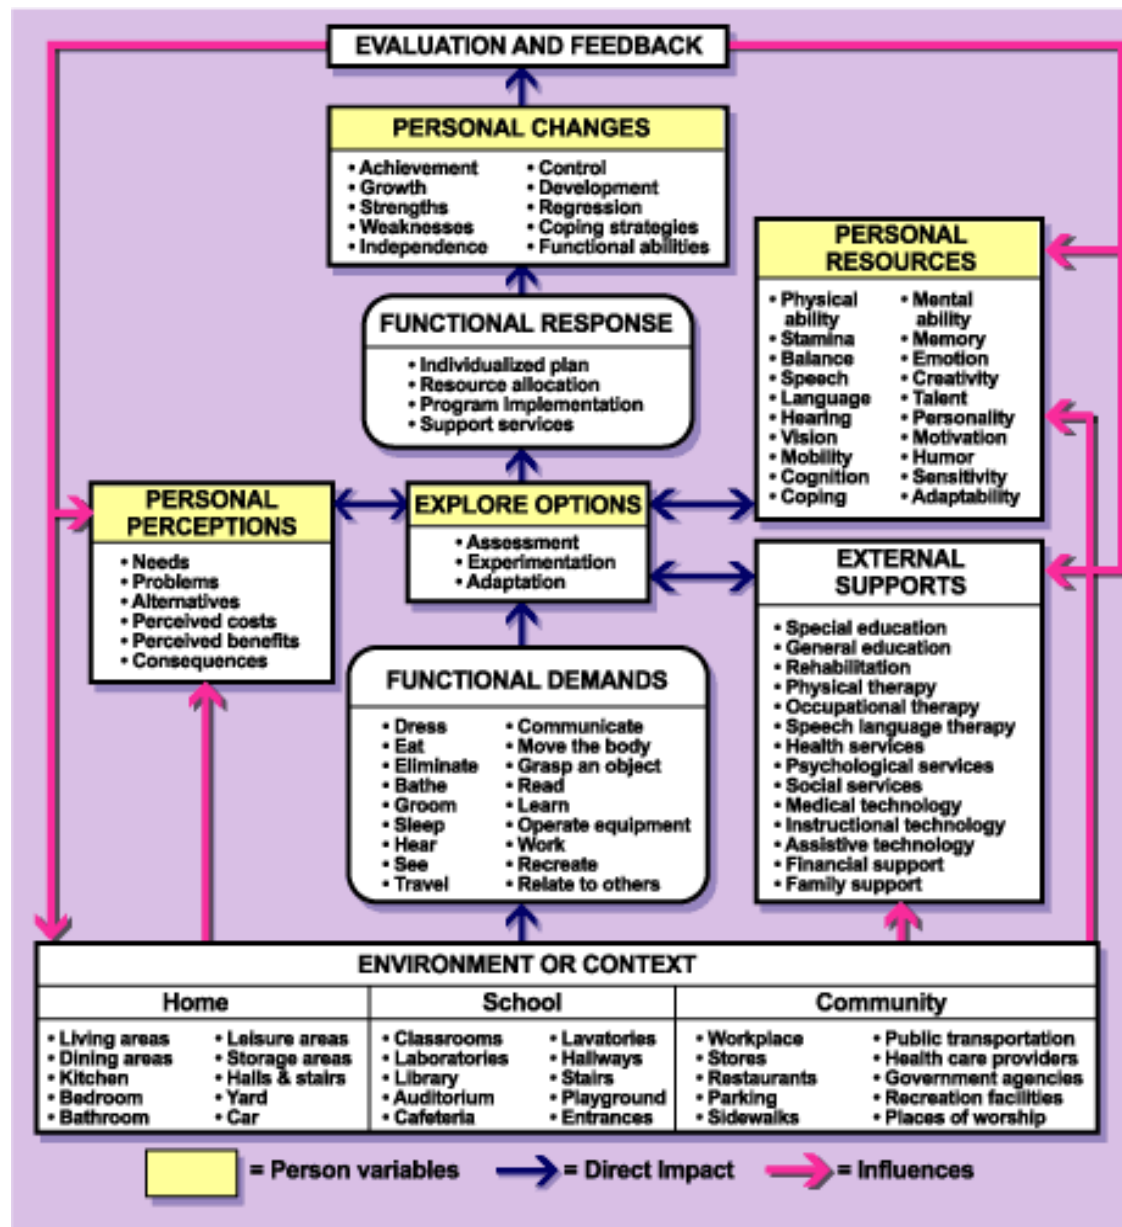 EVALUATION AND FEEDBACK
PERSONAL CHANGES
• Achievement
• Growth
• Strengths
• Weaknesses
• Independence
• Control
• Development
• Regression
• Coping strategies
• Functional abilities
FUNCTIONAL RESPONSE
• Individualized plan
• Resource allocation
• Program Implementation
• Support services
PERSONAL
RESOURCES
• Physical
ability
• Stamina
• Balance
• Speech
• Language
• Hearing
• Vision
• Mobility
• Cognition
• Coping
• Mental
ability
• Memory
• Emotion
• Creativity
• Talent
• Personality
• Motivation
• Humor
• Sensitivity
• Adaptability
PERSONAL
PERCEPTIONS
• Needs
• Problems
• Alternatives
• Perceived costs
• Perceived benefits
• Consequences
EXPLORE OPTIONS
• Assessment
• Experimentation
• Adaptation
EXTERNAL
SUPPORTS
• Special education
• General education
• Rehabilitation
• Physical therapy
• Occupational therapy
• Speech language therapy
• Health services
• Psychological services
• Social services
• Medical technology
• Instructional technology
• Assistive technology
• Financial support
• Family support
FUNCTIONAL DEMANDS
• Dress
• Eat
• Eliminate
• Bathe
• Groom
• Sleep
• Hear
• See
• Travel
• Communicate
• Move the body
• Grasp an object
• Read
• Learn
• Operate equipment
• Work
• Recreate
• Relate to others
ENVIRONMENT OR CONTEXT
Home
• Living areas
• Dining areas
• Kitchen
• Bedroom
• Bathroom
• Leisure areas
• Storage areas
• Halls & stairs
• Yard
• Car
School
• Classrooms
• Laboratories
• Library
• Auditorium
• Cafeteria
• Lavatories
• Hallways
• Stairs
• Playground
• Entrances
Community
• Workplace
• Stores
• Restaurants
• Parking
• Sidewalks
• Public transportation
• Health care providers
• Government agencies
• Recreation facilities
• Places of worship
= Person variables
= Direct Impact
= Influences